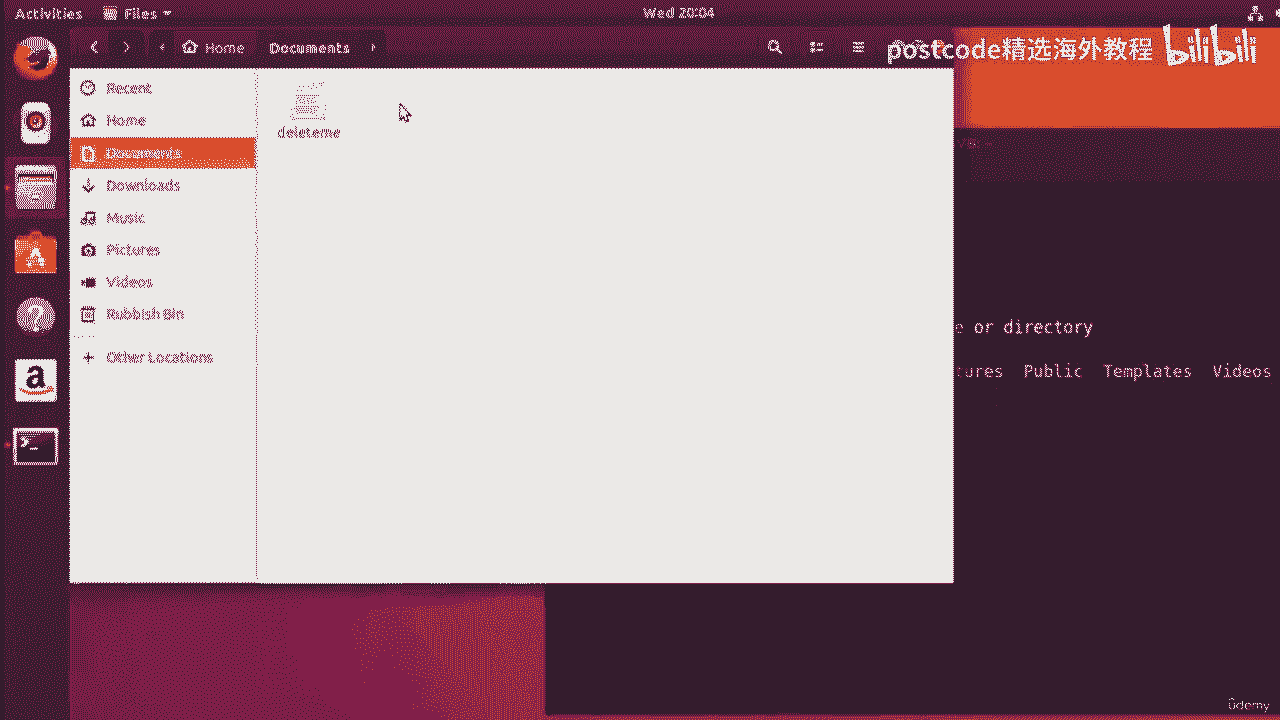 Activities Files Wed 20:04
Home Documents
postcode精选海外教程 bilibili
Recent
deleteme
Home
Documents
Downloads
Music
Pictures
Videos
Rubbish Bin
e or directory
Other Locations
tures Public Templates Videos
Udemy